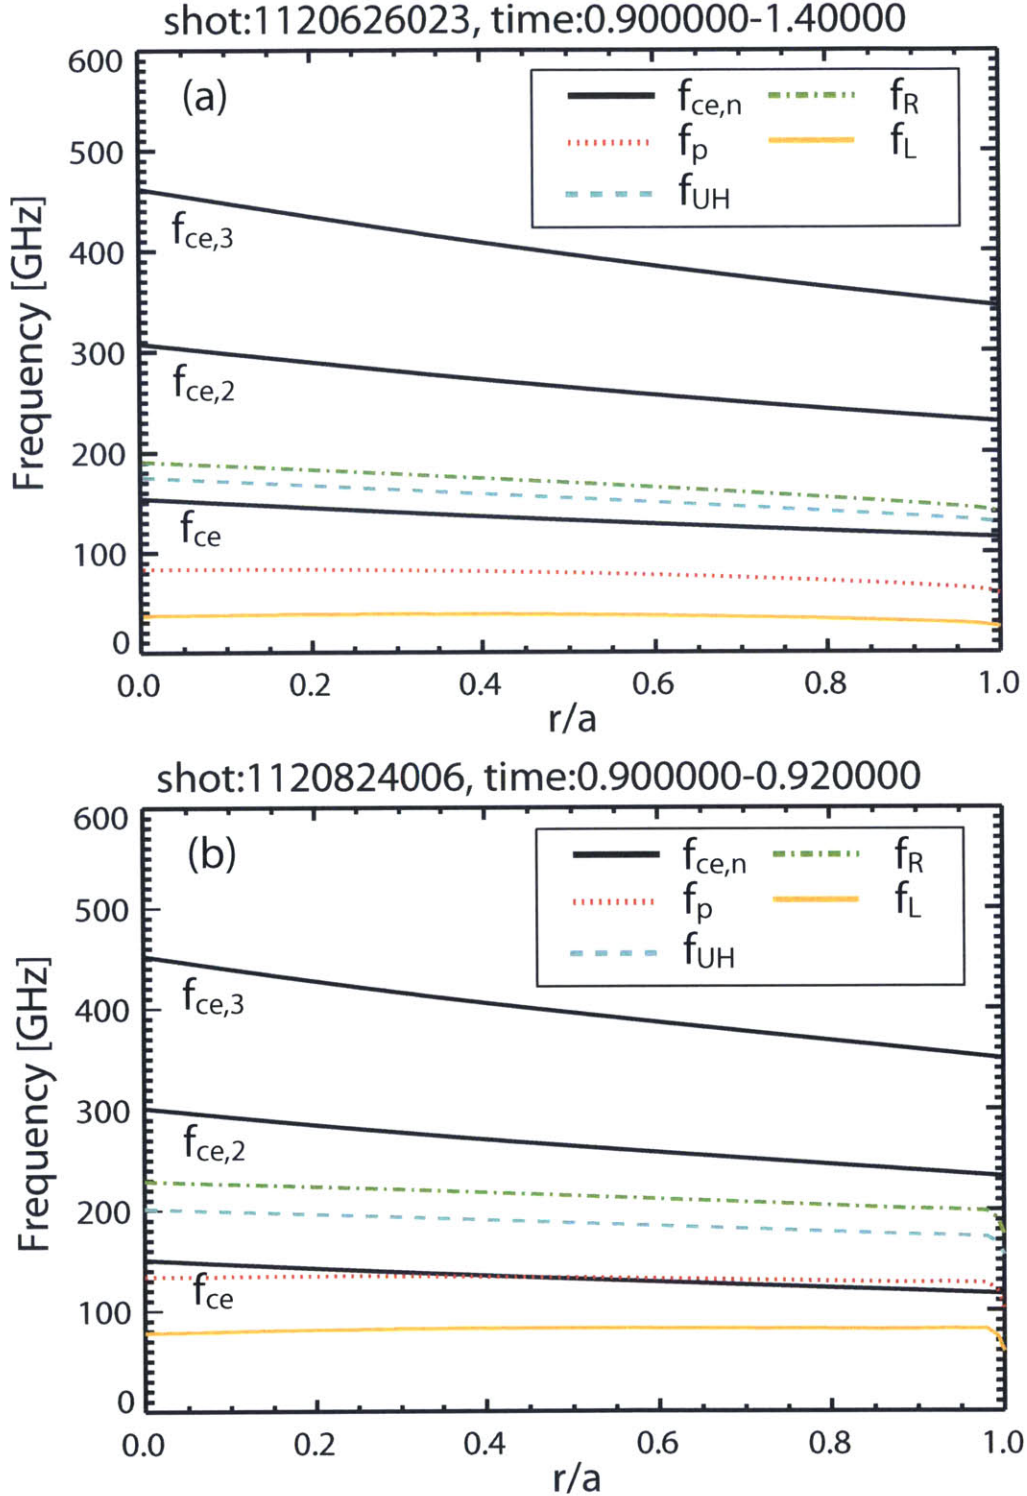 shot:1120626023, time:0.900000-1.40000
(a)
f_ce,n
f_R
f_p
f_L
f_UH
600
500
400
300
200
100
0
Frequency [GHz]
f_ce,3
f_ce,2
f_ce
0.0 0.2 0.4 0.6 0.8 1.0
r/a
shot:1120824006, time:0.900000-0.920000
(b)
f_ce,n
f_R
f_p
f_L
f_UH
600
500
400
300
200
100
0
Frequency [GHz]
f_ce,3
f_ce,2
f_ce
0.0 0.2 0.4 0.6 0.8 1.0
r/a